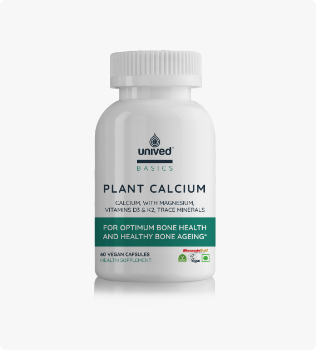 unived
BASICS
PLANT CALCIUM
CALCIUM, WITH MAGNESIUM,
VITAMINS D3 & K2, TRACE MINERALS
FOR OPTIMUM BONE HEALTH
AND HEALTHY BONE AGEING*
60 VEGAN CAPSULES
HEALTH SUPPLEMENT